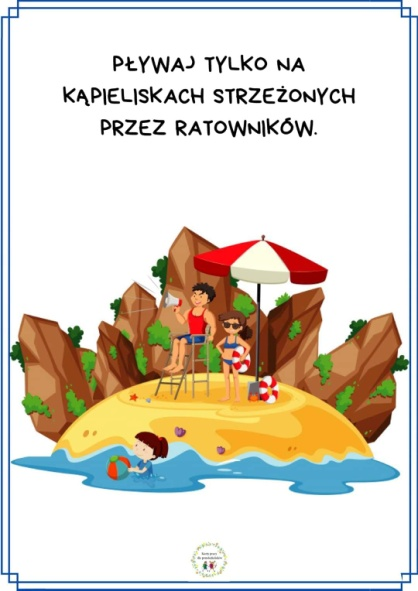 PŁYWAJ TYLKO NA
KĄPIELISKACH STRZEŻONYCH
PRZEZ RATOWNIKÓW.